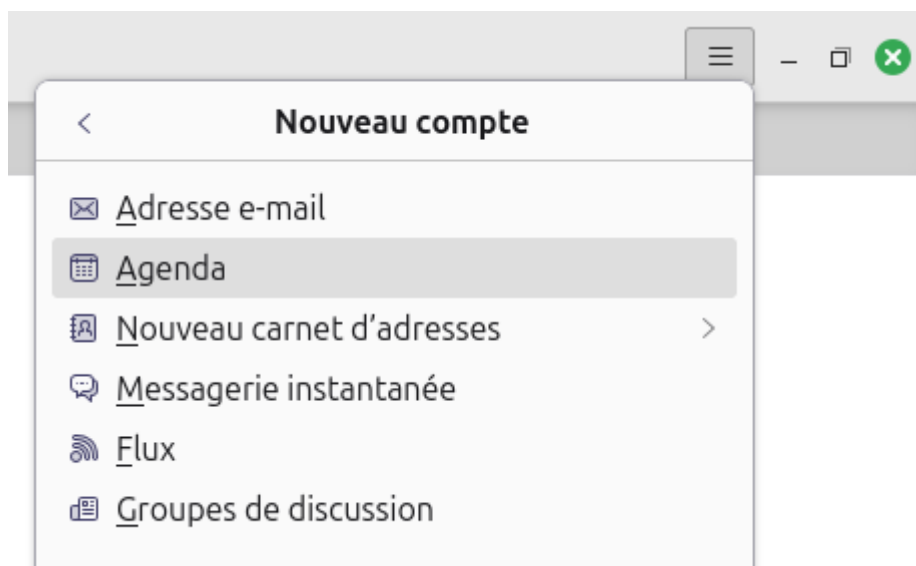 Nouveau compte
Adresse e-mail
Agenda
Nouveau carnet d’adresses
Messagerie instantanée
Flux
Groupes de discussion